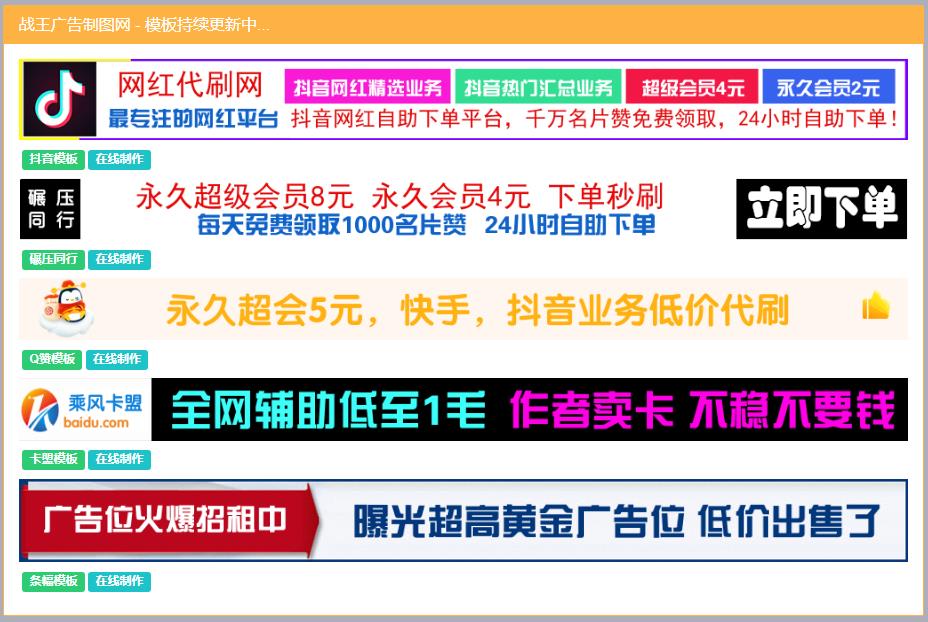 战王广告制图网 - 模板持续更新中...
网红代刷网 抖音网红精选业务 抖音热门汇总业务 超级会员4元 永久会员2元
最专注的网红平台 抖音网红自助下单平台，千万名片赞免费领取，24小时自助下单！
抖音模板 在线制作
碾压 永久超级会员8元 永久会员4元 下单秒刷 立即下单
同行 每天免费领取1000名片赞 24小时自助下单
碾压同行 在线制作
永久超会5元，快手，抖音业务低价代刷
Q赞模板 在线制作
乘风卡盟 全网辅助低至1毛 作者卖卡 不稳不要钱
baidu.com
卡盟模板 在线制作
广告位火爆招租中 曝光超高黄金广告位 低价出售了
条幅模板 在线制作